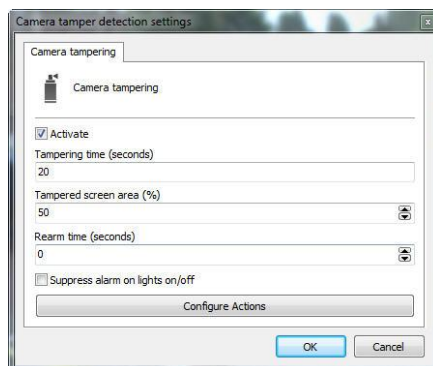 Camera tamper detection settings
Camera tampering
Camera tampering
Activate
Tampering time (seconds)
20
Tampered screen area (%)
50
Rearm time (seconds)
0
Suppress alarm on lights on/off
Configure Actions
OK Cancel